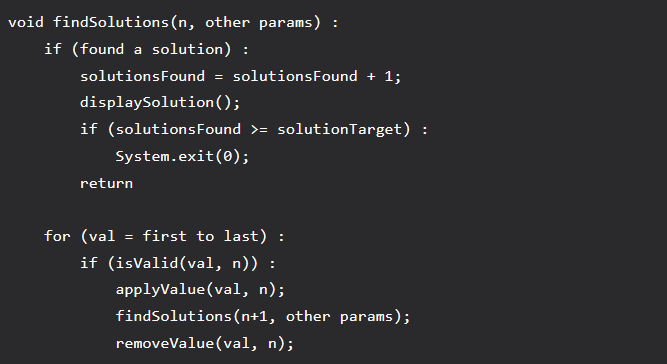 void findSolutions(n, other params) :
    if (found a solution) :
        solutionsFound = solutionsFound + 1;
        displaySolution();
        if (solutionsFound >= solutionTarget) :
            System.exit(0);
        return

    for (val = first to last) :
        if (isValid(val, n)) :
            applyValue(val, n);
            findSolutions(n+1, other params);
            removeValue(val, n);